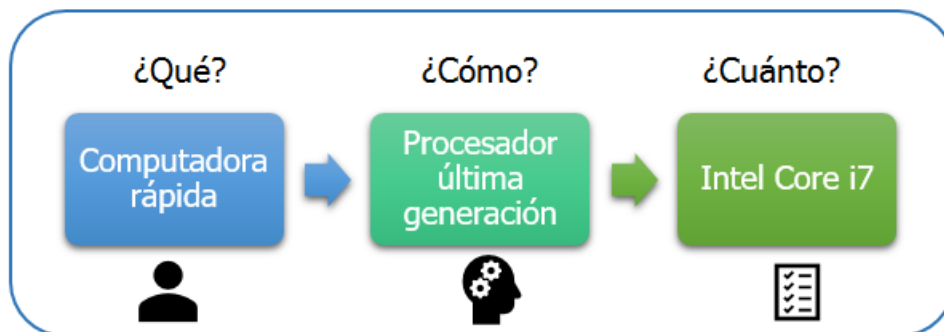 ¿Qué?
¿Cómo?
¿Cuánto?
Computadora
rápida
Procesador
última
generación
Intel Core i7